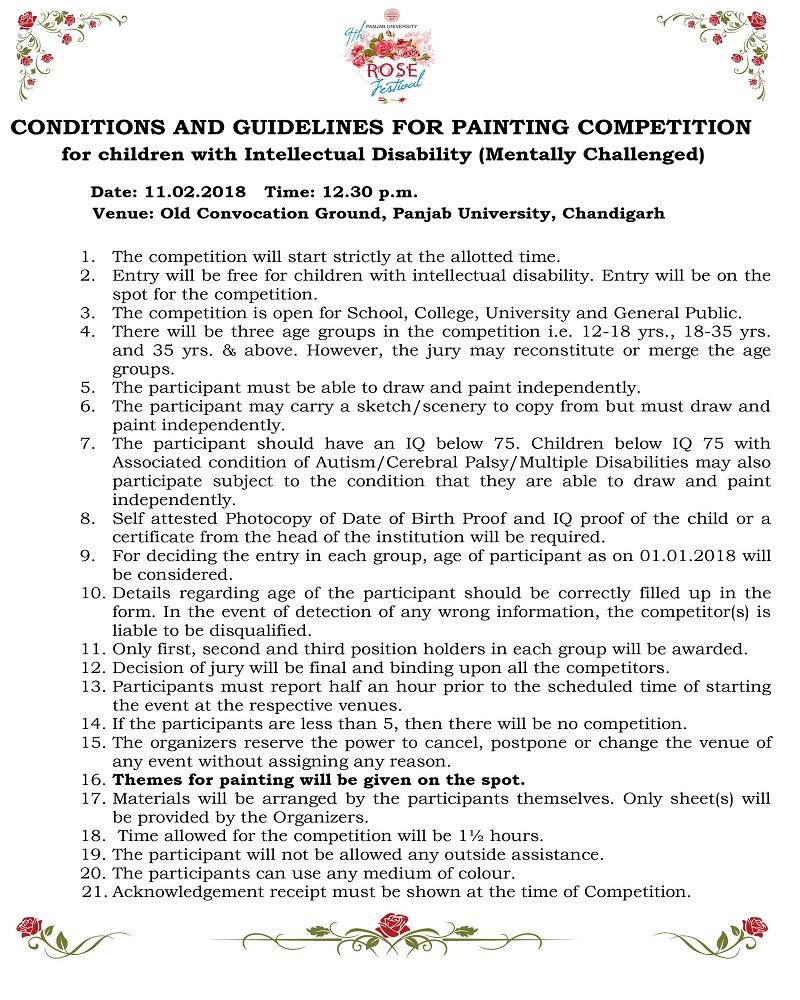 PANJAB UNIVERSITY
9th
ROSE
Festival
CONDITIONS AND GUIDELINES FOR PAINTING COMPETITION
for children with Intellectual Disability (Mentally Challenged)
Date: 11.02.2018 Time: 12.30 p.m.
Venue: Old Convocation Ground, Panjab University, Chandigarh
1. The competition will start strictly at the allotted time.
2. Entry will be free for children with intellectual disability. Entry will be on the
spot for the competition.
3. The competition is open for School, College, University and General Public.
4. There will be three age groups in the competition i.e. 12-18 yrs., 18-35 yrs.
and 35 yrs. & above. However, the jury may reconstitute or merge the age
groups.
5. The participant must be able to draw and paint independently.
6. The participant may carry a sketch/scenery to copy from but must draw and
paint independently.
7. The participant should have an IQ below 75. Children below IQ 75 with
Associated condition of Autism/Cerebral Palsy/Multiple Disabilities may also
participate subject to the condition that they are able to draw and paint
independently.
8. Self attested Photocopy of Date of Birth Proof and IQ proof of the child or a
certificate from the head of the institution will be required.
9. For deciding the entry in each group, age of participant as on 01.01.2018 will
be considered.
10. Details regarding age of the participant should be correctly filled up in the
form. In the event of detection of any wrong information, the competitor(s) is
liable to be disqualified.
11. Only first, second and third position holders in each group will be awarded.
12. Decision of jury will be final and binding upon all the competitors.
13. Participants must report half an hour prior to the scheduled time of starting
the event at the respective venues.
14. If the participants are less than 5, then there will be no competition.
15. The organizers reserve the power to cancel, postpone or change the venue of
any event without assigning any reason.
16. Themes for painting will be given on the spot.
17. Materials will be arranged by the participants themselves. Only sheet(s) will
be provided by the Organizers.
18. Time allowed for the competition will be 1½ hours.
19. The participant will not be allowed any outside assistance.
20. The participants can use any medium of colour.
21. Acknowledgement receipt must be shown at the time of Competition.